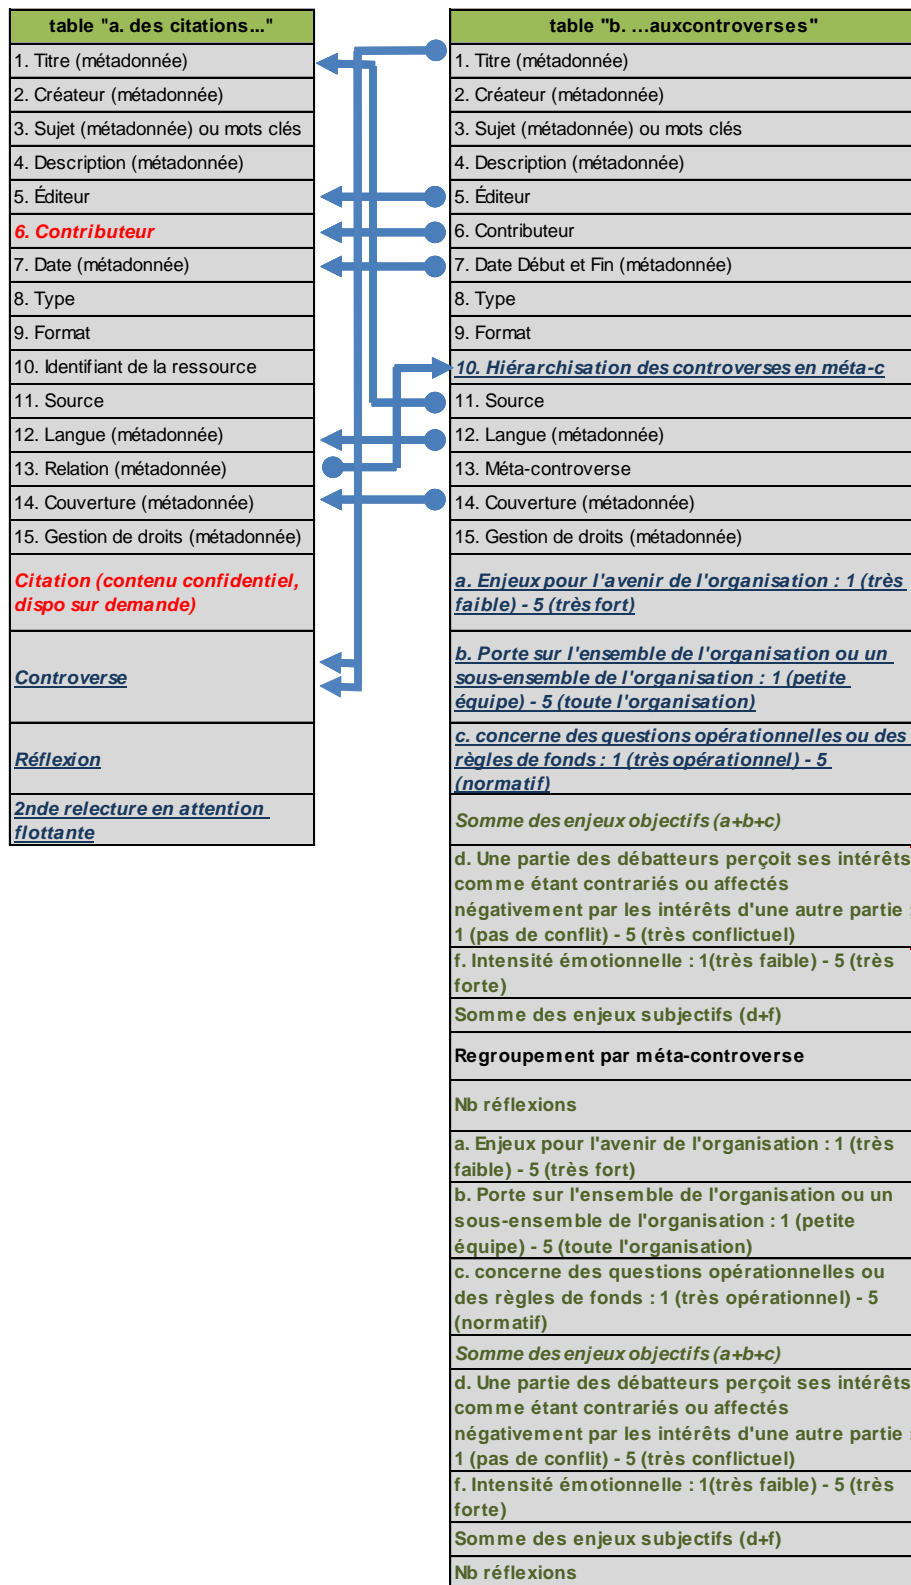 table "a. des citations..."
1. Titre (métadonnée)
2. Créateur (métadonnée)
3. Sujet (métadonnée) ou mots clés
4. Description (métadonnée)
5. Éditeur
6. Contributeur
7. Date (métadonnée)
8. Type
9. Format
10. Identifiant de la ressource
11. Source
12. Langue (métadonnée)
13. Relation (métadonnée)
14. Couverture (métadonnée)
15. Gestion de droits (métadonnée)
Citation (contenu confidentiel,
dispo sur demande)
Controverse
Réflexion
2nde relecture en attention
flottante
table "b. ...auxcontroverses"
1. Titre (métadonnée)
2. Créateur (métadonnée)
3. Sujet (métadonnée) ou mots clés
4. Description (métadonnée)
5. Éditeur
6. Contributeur
7. Date Début et Fin (métadonnée)
8. Type
9. Format
10. Hiérarchisation des controverses en méta-c
11. Source
12. Langue (métadonnée)
13. Méta-controverse
14. Couverture (métadonnée)
15. Gestion de droits (métadonnée)
a. Enjeux pour l'avenir de l'organisation : 1 (très
faible) - 5 (très fort)
b. Porte sur l'ensemble de l'organisation ou un
sous-ensemble de l'organisation : 1 (petite
équipe) - 5 (toute l'organisation)
c. concerne des questions opérationnelles ou des
règles de fonds : 1 (très opérationnel) - 5
(normatif)
Somme des enjeux objectifs (a+b+c)
d. Une partie des débatteurs perçoit ses intérêts
comme étant contrariés ou affectés
négativement par les intérêts d'une autre partie :
1 (pas de conflit) - 5 (très conflictuel)
f. Intensité émotionnelle : 1(très faible) - 5 (très
forte)
Somme des enjeux subjectifs (d+f)
Regroupement par méta-controverse
Nb réflexions
a. Enjeux pour l'avenir de l'organisation : 1 (très
faible) - 5 (très fort)
b. Porte sur l'ensemble de l'organisation ou un
sous-ensemble de l'organisation : 1 (petite
équipe) - 5 (toute l'organisation)
c. concerne des questions opérationnelles ou
des règles de fonds : 1 (très opérationnel) - 5
(normatif)
Somme des enjeux objectifs (a+b+c)
d. Une partie des débatteurs perçoit ses intérêts
comme étant contrariés ou affectés
négativement par les intérêts d'une autre partie :
1 (pas de conflit) - 5 (très conflictuel)
f. Intensité émotionnelle : 1(très faible) - 5 (très
forte)
Somme des enjeux subjectifs (d+f)
Nb réflexions